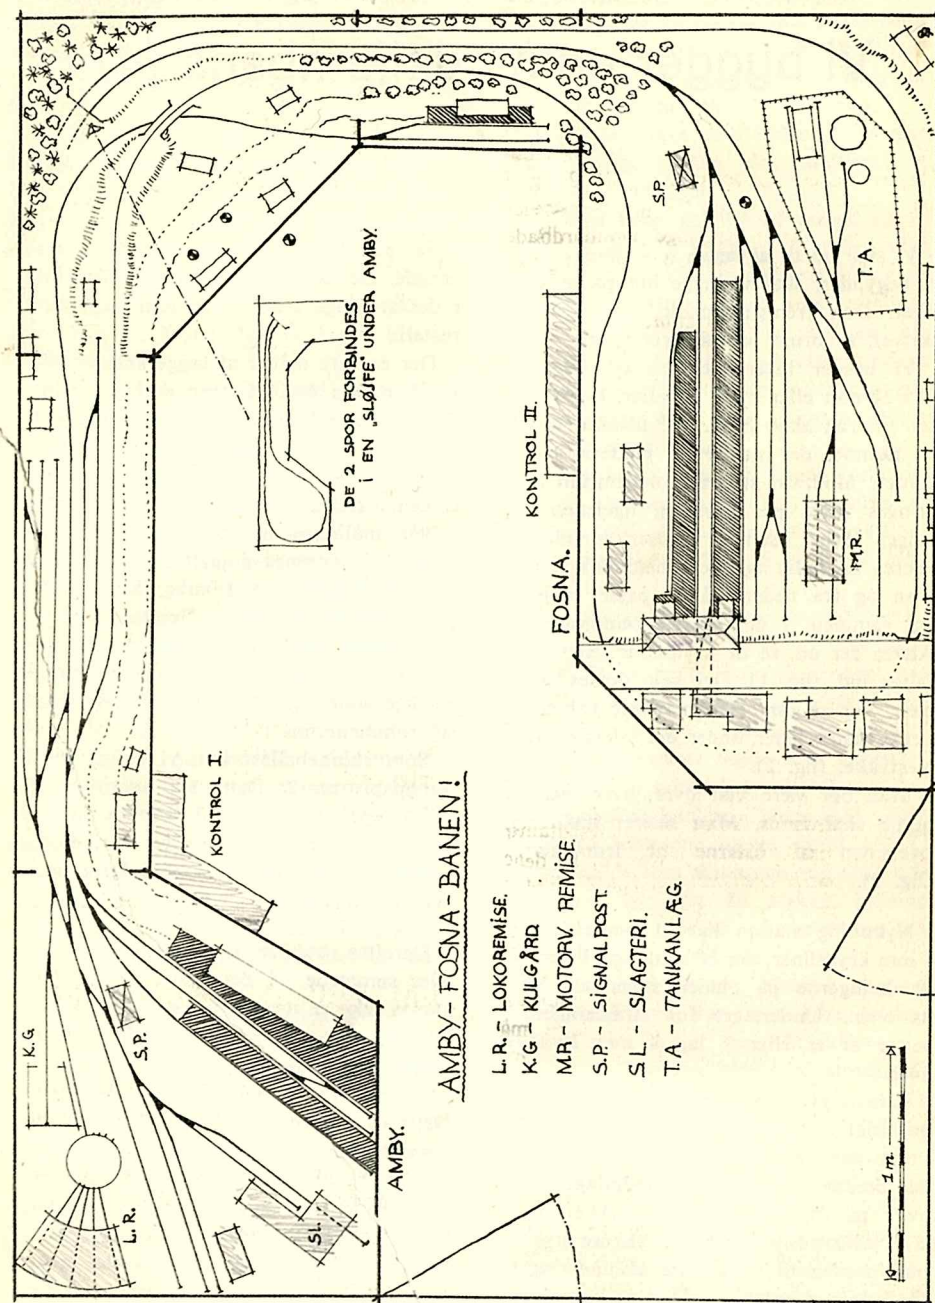 AMBY-FOSNA-BANEN!
L.R.- LOKOREMISE.
K.G. - KULGÅRD
M.R.- MOTORV. REMISE.
S.P. - SIGNALPOST
SL. - SLAGTERI.
T.A. - TANKANLÆG.
L.R.
K.G.
S.P.
SL.
AMBY.
KONTROL I.
DE 2 SPOR FORBINDES
I EN "SLØJFE" UNDER AMBY.
FOSNA.
KONTROL II
M.R.
S.P.
T.A.
1 m.